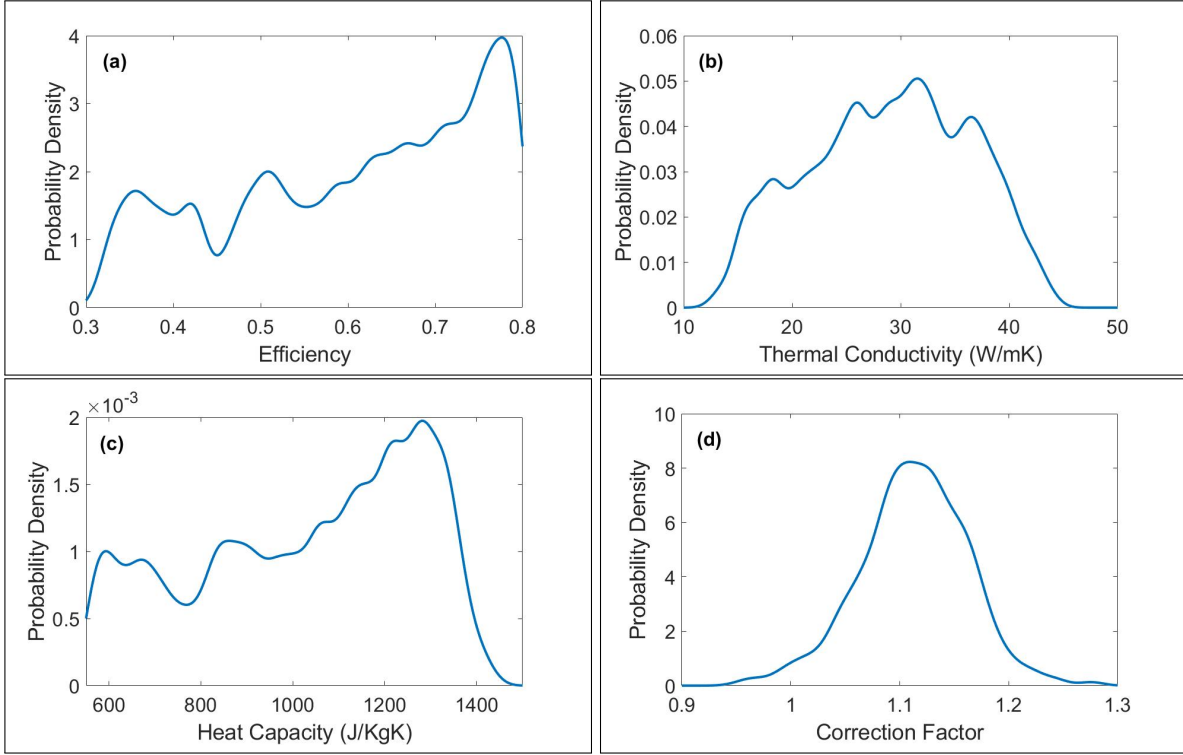 (a)
Probability Density
4
3
2
1
0
0.3 0.4 0.5 0.6 0.7 0.8
Efficiency
(b)
Probability Density
0.06
0.05
0.04
0.03
0.02
0.01
0
10 20 30 40 50
Thermal Conductivity (W/mK)
×10⁻³
(c)
Probability Density
2
1.5
1
0.5
0
600 800 1000 1200 1400
Heat Capacity (J/KgK)
(d)
Probability Density
10
8
6
4
2
0
0.9 1 1.1 1.2 1.3
Correction Factor